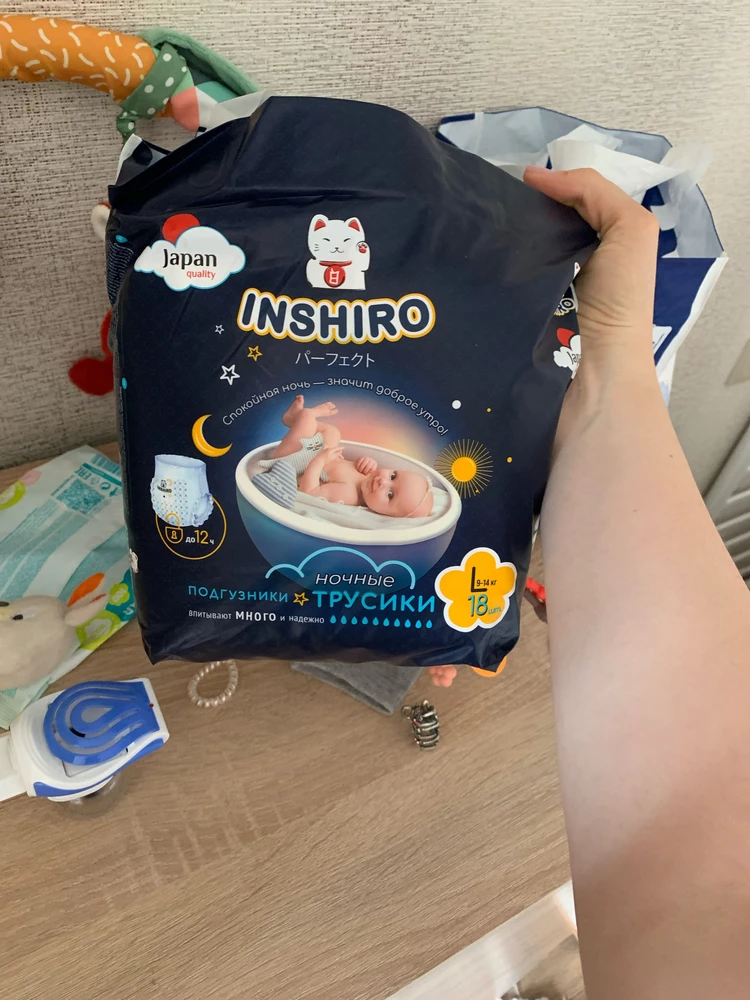 Japan
quality
INSHIRO
パーフェクト
Спокойная ночь — значит доброе утро!
до 12 ч
ночные
ПОДГУЗНИКИ ТРУСИКИ
впитывают МНОГО и надежно
L 9-14 кг
18 шт.